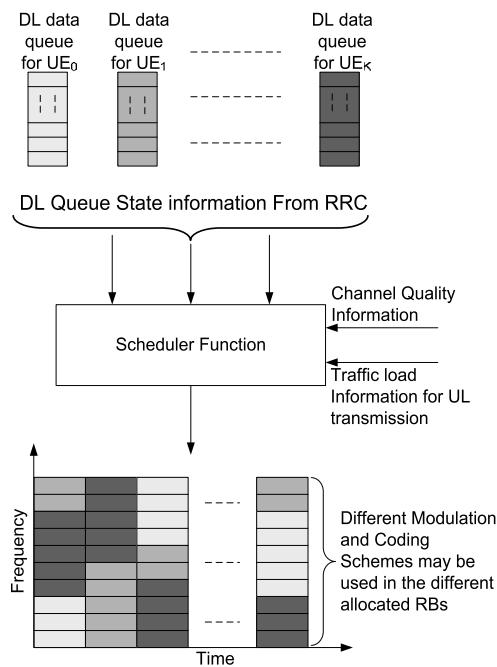 DL data
queue
for UE₀
DL data
queue
for UE₁
DL data
queue
for UEK
DL Queue State information From RRC
Scheduler Function
Channel Quality
Information
Traffic load
Information for UL
transmission
Frequency
Time
Different Modulation
and Coding
Schemes may be
used in the different
allocated RBs